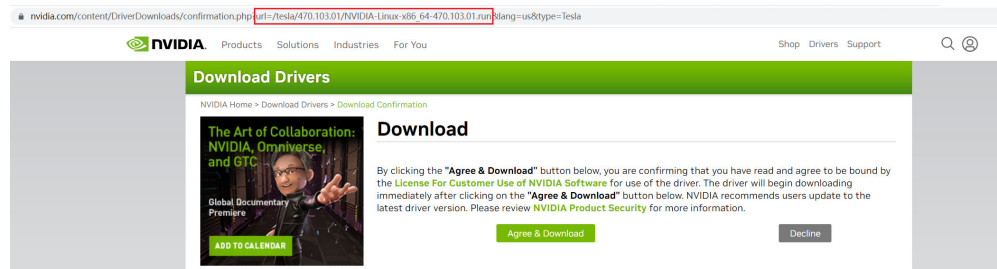 nvidia.com/content/DriverDownloads/confirmation.php?url=/tesla/470.103.01/NVIDIA-Linux-x86_64-470.103.01.run&lang=us&type=Tesla
NVIDIA. Products Solutions Industries For You Shop Drivers Support
Download Drivers
NVIDIA Home > Download Drivers > Download Confirmation
The Art of Collaboration:
NVIDIA, Omniverse,
and GTC
Global Documentary
Premiere
ADD TO CALENDAR
Download
By clicking the "Agree & Download" button below, you are confirming that you have read and agree to be bound by
the License For Customer Use of NVIDIA Software for use of the driver. The driver will begin downloading
immediately after clicking on the "Agree & Download" button below. NVIDIA recommends users update to the
latest driver version. Please review NVIDIA Product Security for more information.
Agree & Download Decline